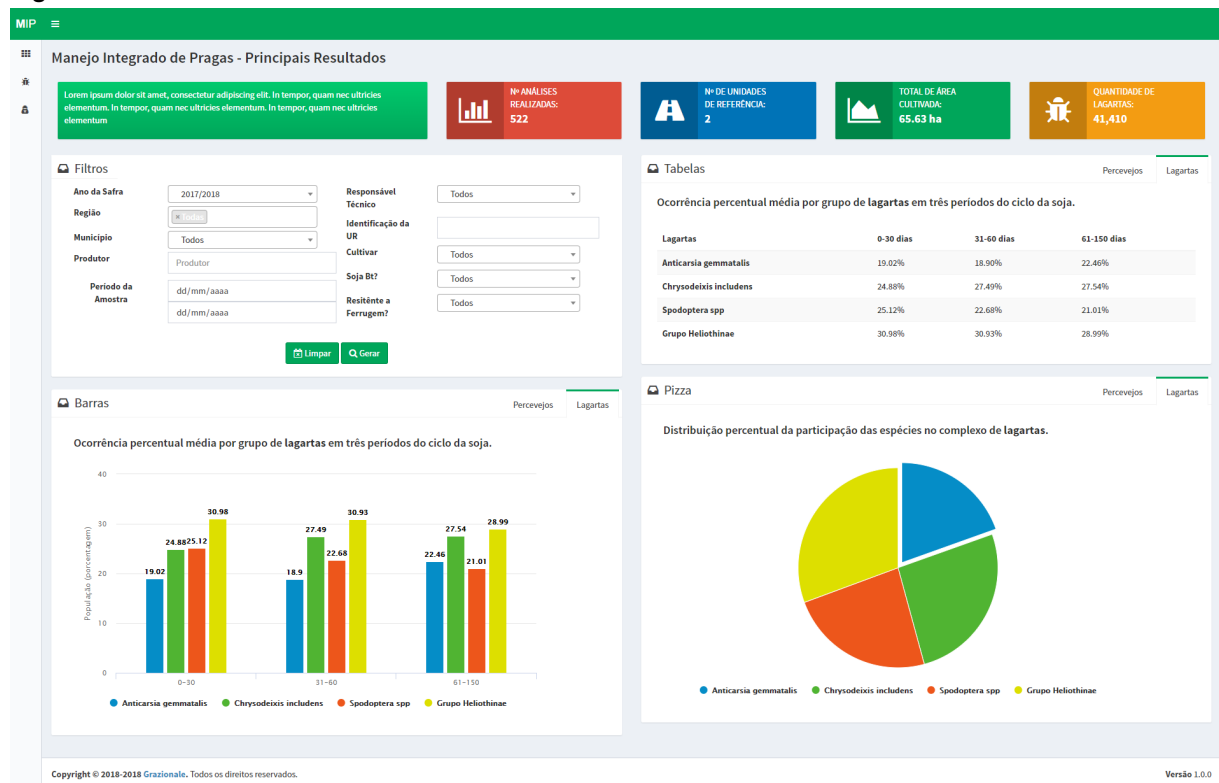 MIP
Manejo Integrado de Pragas - Principais Resultados
Lorem ipsum dolor sit amet, consectetur adipiscing elit. In tempor, quam nec ultricies
elementum. In tempor, quam nec ultricies elementum. In tempor, quam nec ultricies
elementum
Nº ANÁLISES
REALIZADAS:
522
Nº DE UNIDADES
DE REFERÊNCIA:
2
TOTAL DE ÁREA
CULTIVADA:
65.63 ha
QUANTIDADE DE
LAGARTAS:
41,410
Filtros
Ano da Safra
2017/2018
Região
× Todas
Município
Todos
Produtor
Produtor
Período da
Amostra
dd/mm/aaaa
dd/mm/aaaa
Responsável
Técnico
Todos
Identificação da
UR
Cultivar
Todos
Soja Bt?
Todos
Resitênte a
Ferrugem?
Todos
Limpar
Gerar
Tabelas
Percevejos
Lagartas
Ocorrência percentual média por grupo de lagartas em três períodos do ciclo da soja.
Lagartas 0-30 dias 31-60 dias 61-150 dias
Anticarsia gemmatalis 19.02% 18.90% 22.46%
Chrysodeixis includens 24.88% 27.49% 27.54%
Spodoptera spp 25.12% 22.68% 21.01%
Grupo Heliothinae 30.98% 30.93% 28.99%
Barras
Percevejos
Lagartas
Ocorrência percentual média por grupo de lagartas em três períodos do ciclo da soja.
População (porcentagem)
40
30
20
10
0
19.02
24.88
25.12
30.98
18.9
27.49
22.68
30.93
22.46
27.54
21.01
28.99
0-30
31-60
61-150
Anticarsia gemmatalis Chrysodeixis includens Spodoptera spp Grupo Heliothinae
Pizza
Percevejos
Lagartas
Distribuição percentual da participação das espécies no complexo de lagartas.
Anticarsia gemmatalis Chrysodeixis includens Spodoptera spp Grupo Heliothinae
Copyright © 2018-2018 Grazionale. Todos os direitos reservados.
Versão 1.0.0